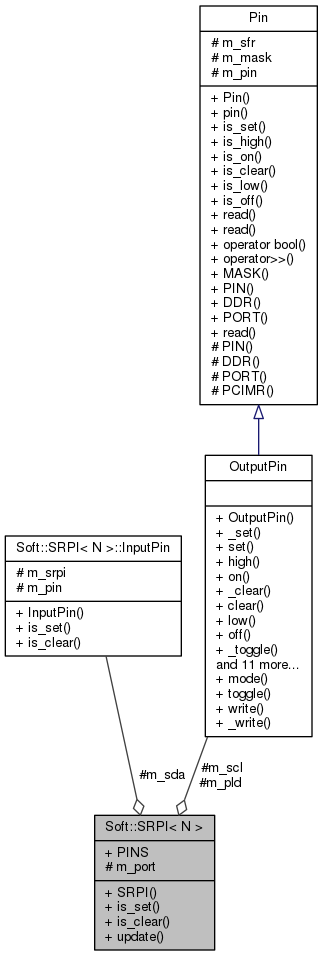 Pin
# m_sfr
# m_mask
# m_pin
+ Pin()
+ pin()
+ is_set()
+ is_high()
+ is_on()
+ is_clear()
+ is_low()
+ is_off()
+ read()
+ read()
+ operator bool()
+ operator>>()
+ MASK()
+ PIN()
+ DDR()
+ PORT()
+ read()
# PIN()
# DDR()
# PORT()
# PCIMR()
OutputPin
+ OutputPin()
+ _set()
+ set()
+ high()
+ on()
+ _clear()
+ clear()
+ low()
+ off()
+ _toggle()
and 11 more...
+ mode()
+ toggle()
+ write()
+ _write()
Soft::SRPI< N >::InputPin
# m_srpi
# m_pin
+ InputPin()
+ is_set()
+ is_clear()
#m_sda
#m_scl
#m_pld
Soft::SRPI< N >
+ PINS
# m_port
+ SRPI()
+ is_set()
+ is_clear()
+ update()